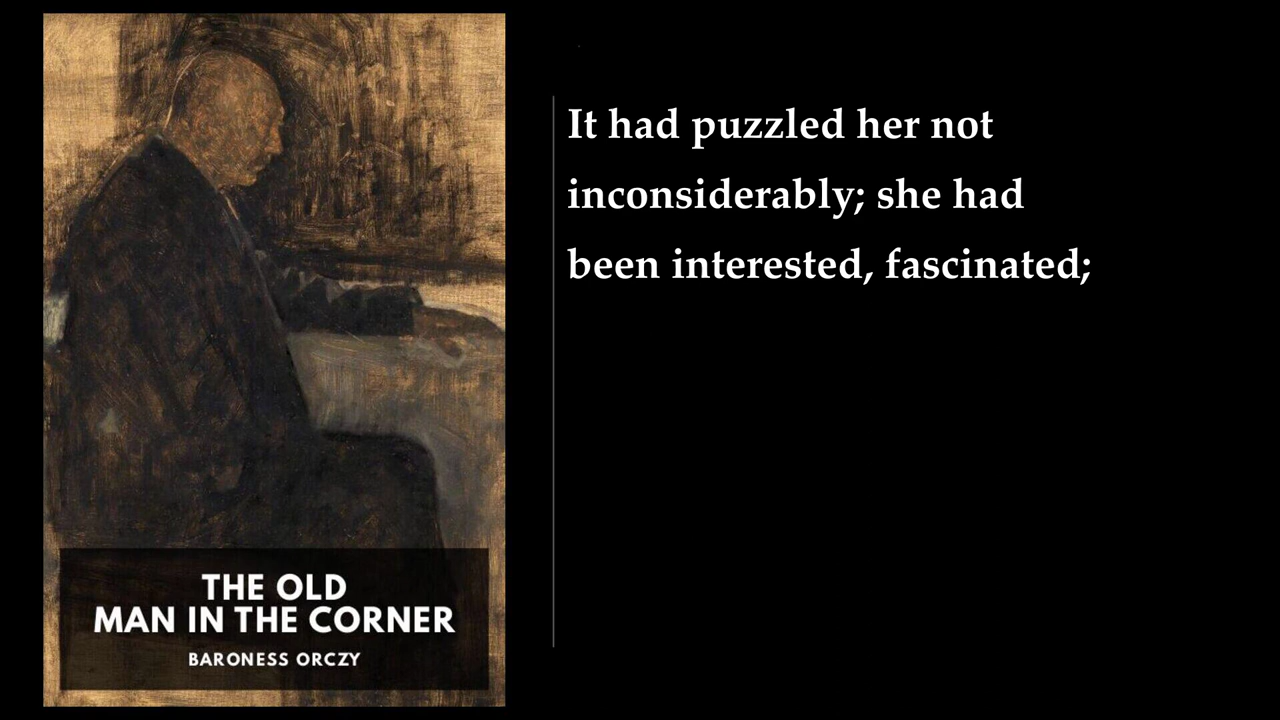 It had puzzled her not
inconsiderably; she had
been interested, fascinated;
THE OLD
MAN IN THE CORNER
BARONESS ORCZY